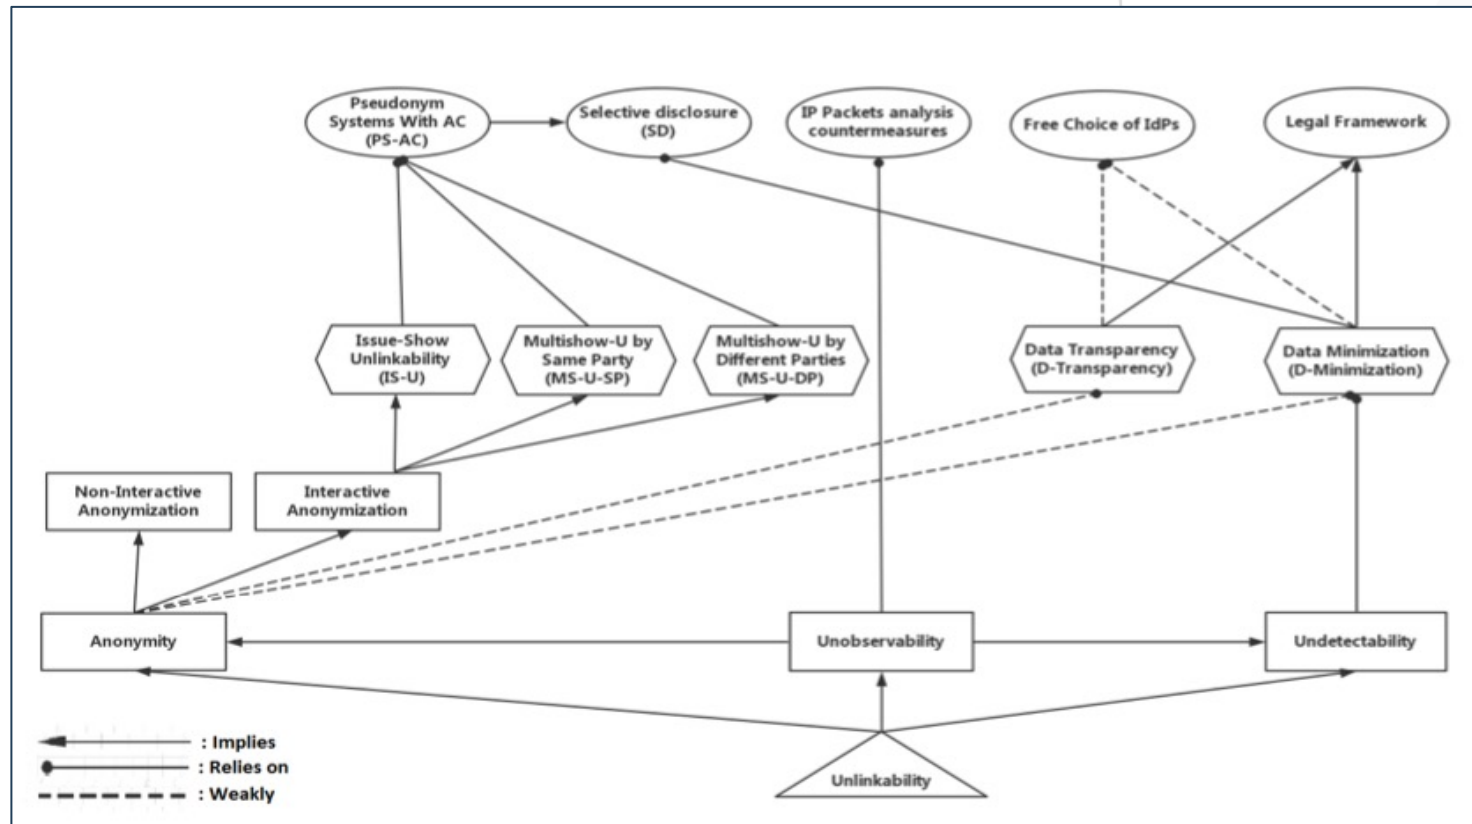 Pseudonym
Systems With AC
(PS-AC)
Selective disclosure
(SD)
IP Packets analysis
countermeasures
Free Choice of IdPs
Legal Framework
Issue-Show
Unlinkability
(IS-U)
Multishow-U by
Same Party
(MS-U-SP)
Multishow-U by
Different Parties
(MS-U-DP)
Data Transparency
(D-Transparency)
Data Minimization
(D-Minimization)
Non-Interactive
Anonymization
Interactive
Anonymization
Anonymity
Unobservability
Undetectability
Unlinkability
: Implies
: Relies on
: Weakly